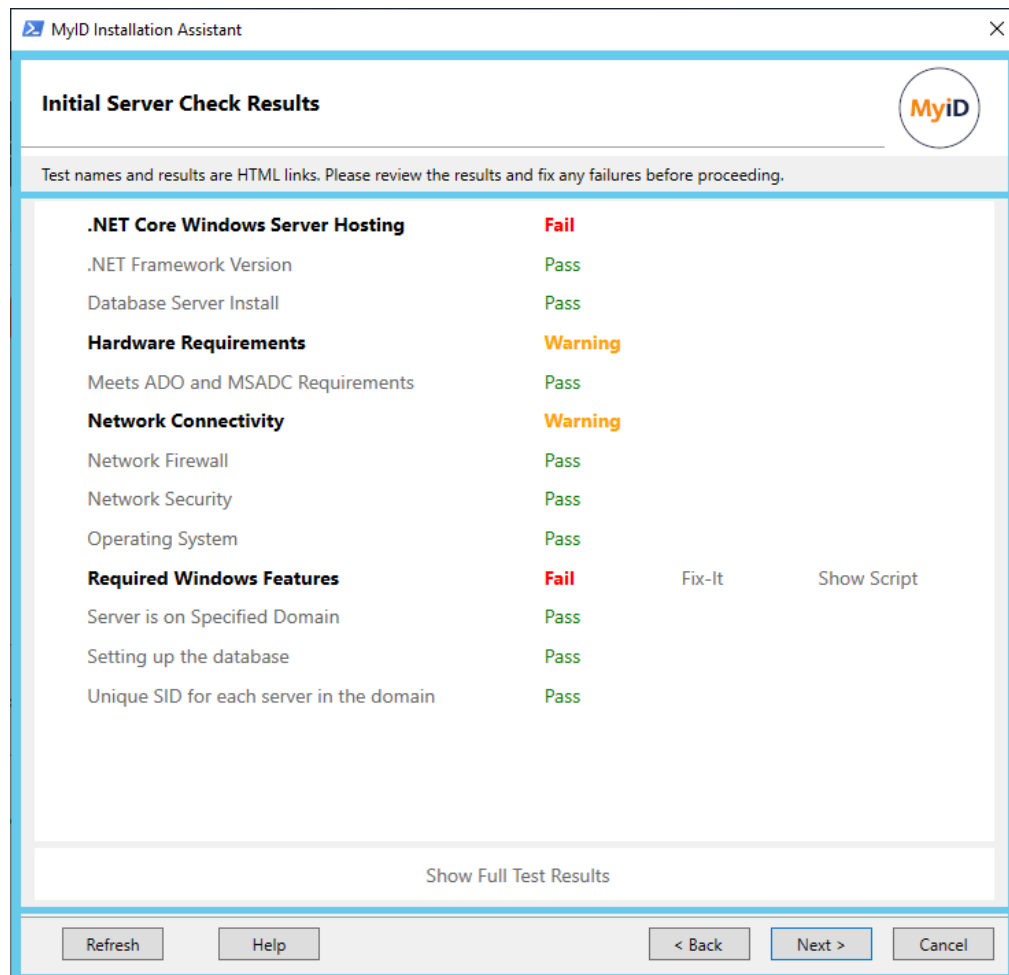 MyID Installation Assistant
Initial Server Check Results
MyiD
Test names and results are HTML links. Please review the results and fix any failures before proceeding.
.NET Core Windows Server Hosting Fail
.NET Framework Version Pass
Database Server Install Pass
Hardware Requirements Warning
Meets ADO and MSADC Requirements Pass
Network Connectivity Warning
Network Firewall Pass
Network Security Pass
Operating System Pass
Required Windows Features Fail Fix-It Show Script
Server is on Specified Domain Pass
Setting up the database Pass
Unique SID for each server in the domain Pass
Show Full Test Results
Refresh Help < Back Next > Cancel